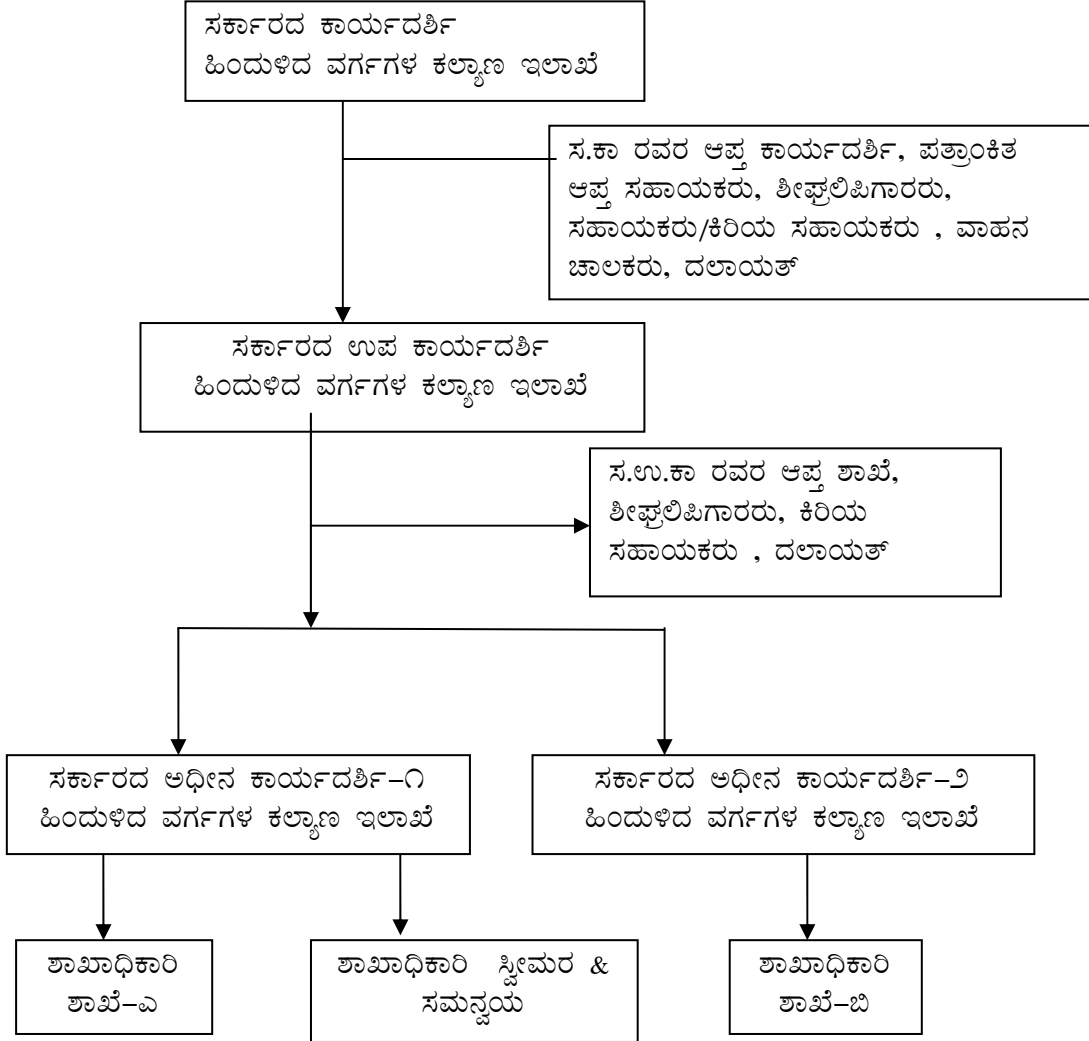 ಸರ್ಕಾರದ ಕಾರ್ಯದರ್ಶಿ
ಹಿಂದುಳಿದ ವರ್ಗಗಳ ಕಲ್ಯಾಣ ಇಲಾಖೆ
ಸ.ಕಾ ರವರ ಆಪ್ತ ಕಾರ್ಯದರ್ಶಿ, ಪತ್ರಾಂಕಿತ
ಆಪ್ತ ಸಹಾಯಕರು, ಶೀಘ್ರಲಿಪಿಗಾರರು,
ಸಹಾಯಕರು/ಕಿರಿಯ ಸಹಾಯಕರು , ವಾಹನ
ಚಾಲಕರು, ದಲಾಯತ್
ಸರ್ಕಾರದ ಉಪ ಕಾರ್ಯದರ್ಶಿ
ಹಿಂದುಳಿದ ವರ್ಗಗಳ ಕಲ್ಯಾಣ ಇಲಾಖೆ
ಸ.ಉ.ಕಾ ರವರ ಆಪ್ತ ಶಾಖೆ,
ಶೀಘ್ರಲಿಪಿಗಾರರು, ಕಿರಿಯ
ಸಹಾಯಕರು , ದಲಾಯತ್
ಸರ್ಕಾರದ ಅಧೀನ ಕಾರ್ಯದರ್ಶಿ–೧
ಹಿಂದುಳಿದ ವರ್ಗಗಳ ಕಲ್ಯಾಣ ಇಲಾಖೆ
ಸರ್ಕಾರದ ಅಧೀನ ಕಾರ್ಯದರ್ಶಿ–೨
ಹಿಂದುಳಿದ ವರ್ಗಗಳ ಕಲ್ಯಾಣ ಇಲಾಖೆ
ಶಾಖಾಧಿಕಾರಿ
ಶಾಖೆ–ಎ
ಶಾಖಾಧಿಕಾರಿ ಸ್ವೀಮರ &
ಸಮನ್ವಯ
ಶಾಖಾಧಿಕಾರಿ
ಶಾಖೆ–ಬಿ